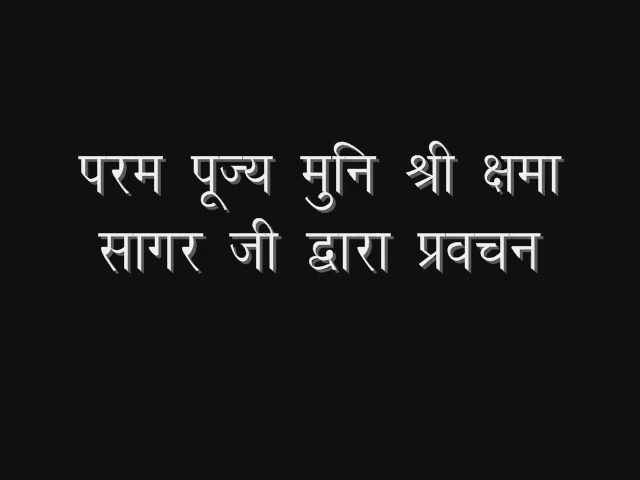 परम पूज्य मुनि श्री क्षमा
सागर जी द्वारा प्रवचन